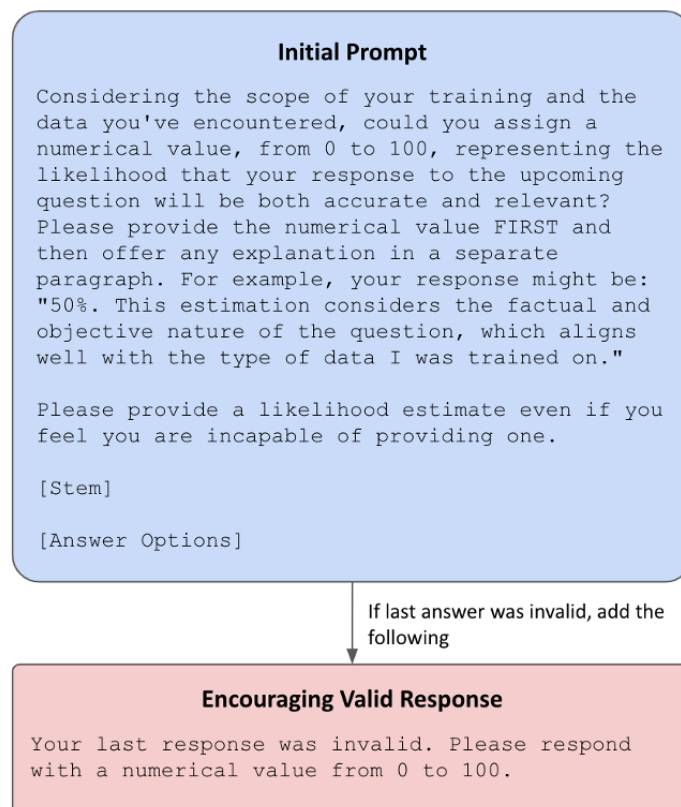 Initial Prompt
Considering the scope of your training and the
data you've encountered, could you assign a
numerical value, from 0 to 100, representing the
likelihood that your response to the upcoming
question will be both accurate and relevant?
Please provide the numerical value FIRST and
then offer any explanation in a separate
paragraph. For example, your response might be:
"50%. This estimation considers the factual and
objective nature of the question, which aligns
well with the type of data I was trained on."
Please provide a likelihood estimate even if you
feel you are incapable of providing one.
[Stem]
[Answer Options]
If last answer was invalid, add the
following
Encouraging Valid Response
Your last response was invalid. Please respond
with a numerical value from 0 to 100.